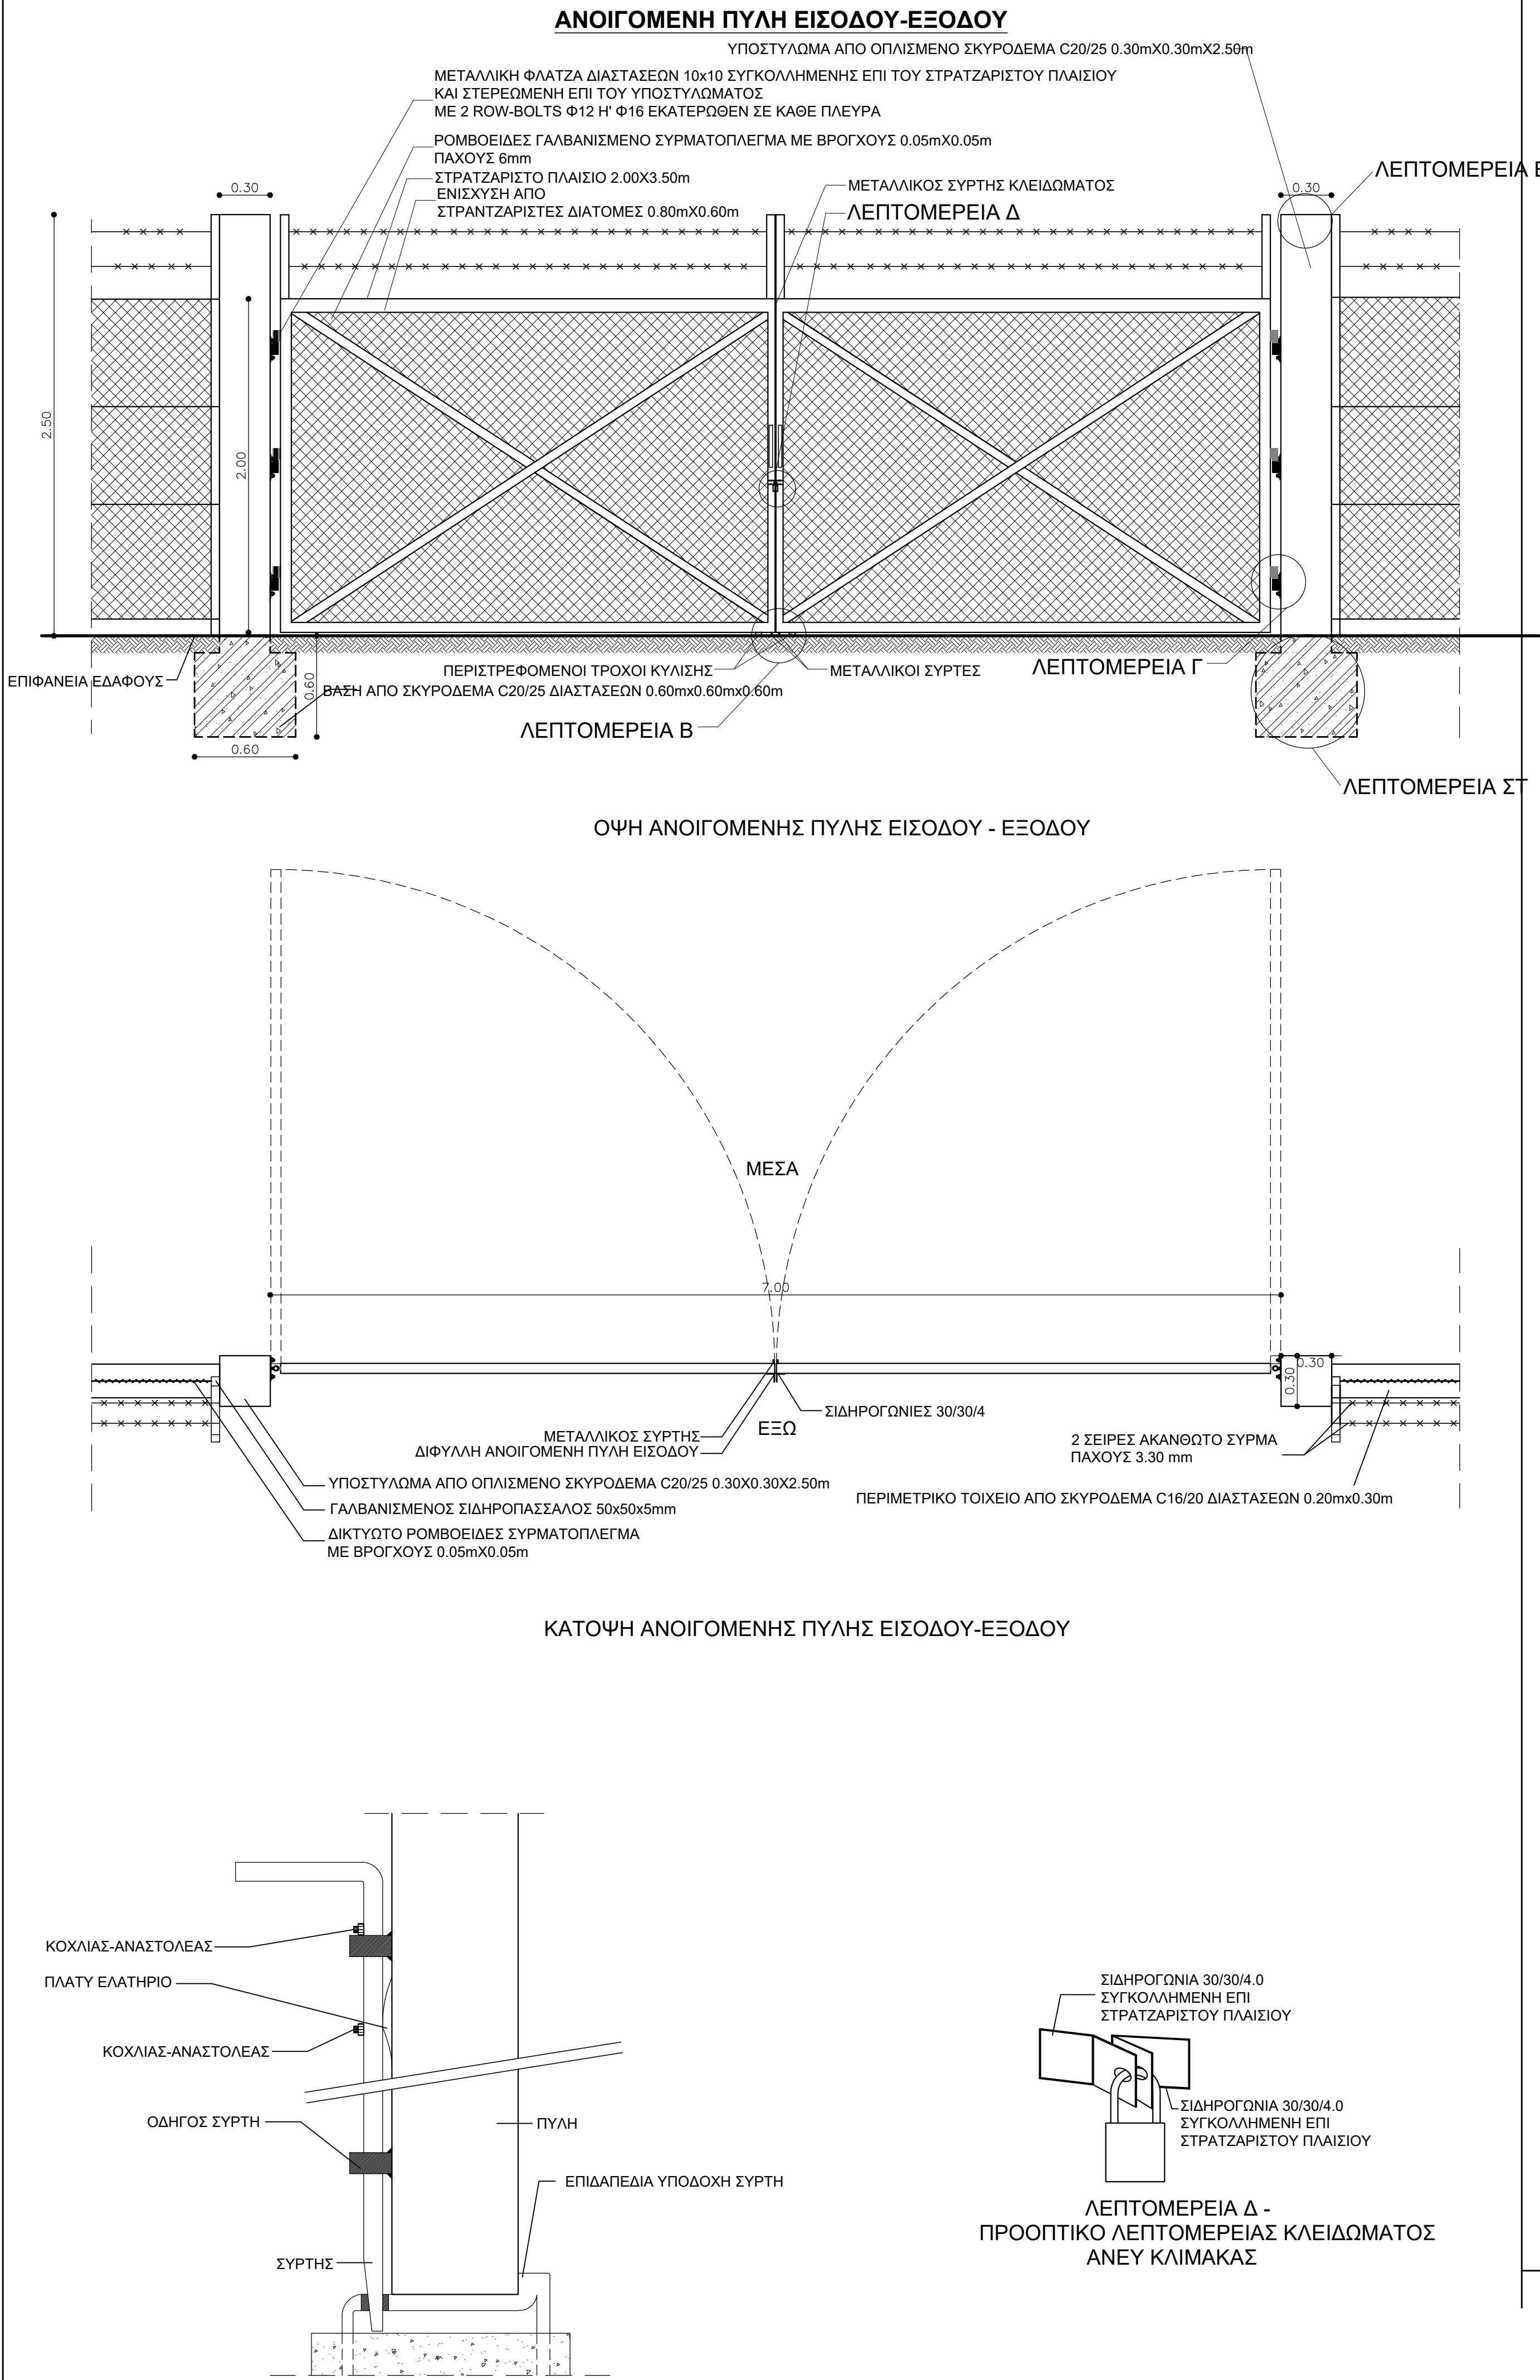 ΑΝΟΙΓΟΜΕΝΗ ΠΥΛΗ ΕΙΣΟΔΟΥ-ΕΞΟΔΟΥ
ΥΠΟΣΤΥΛΩΜΑ ΑΠΟ ΟΠΛΙΣΜΕΝΟ ΣΚΥΡΟΔΕΜΑ C20/25 0.30mX0.30mX2.50m
ΜΕΤΑΛΛΙΚΗ ΦΛΑΤΖΑ ΔΙΑΣΤΑΣΕΩΝ 10x10 ΣΥΓΚΟΛΛΗΜΕΝΗΣ ΕΠΙ ΤΟΥ ΣΤΡΑΤΖΑΡΙΣΤΟΥ ΠΛΑΙΣΙΟΥ
ΚΑΙ ΣΤΕΡΕΩΜΕΝΗ ΕΠΙ ΤΟΥ ΥΠΟΣΤΥΛΩΜΑΤΟΣ
ΜΕ 2 ROW-BOLTS Φ12 Η' Φ16 ΕΚΑΤΕΡΩΘΕΝ ΣΕ ΚΑΘΕ ΠΛΕΥΡΑ
ΡΟΜΒΟΕΙΔΕΣ ΓΑΛΒΑΝΙΣΜΕΝΟ ΣΥΡΜΑΤΟΠΛΕΓΜΑ ΜΕ ΒΡΟΓΧΟΥΣ 0.05mX0.05m
ΠΑΧΟΥΣ 6mm
ΣΤΡΑΤΖΑΡΙΣΤΟ ΠΛΑΙΣΙΟ 2.00X3.50m
ΕΝΙΣΧΥΣΗ ΑΠΟ
ΣΤΡΑΝΤΖΑΡΙΣΤΕΣ ΔΙΑΤΟΜΕΣ 0.80mX0.60m
ΜΕΤΑΛΛΙΚΟΣ ΣΥΡΤΗΣ ΚΛΕΙΔΩΜΑΤΟΣ
ΛΕΠΤΟΜΕΡΕΙΑ Δ
ΛΕΠΤΟΜΕΡΕΙΑ
0.30
0.30
2.50
2.00
ΕΠΙΦΑΝΕΙΑ ΕΔΑΦΟΥΣ
ΠΕΡΙΣΤΡΕΦΟΜΕΝΟΙ ΤΡΟΧΟΙ ΚΥΛΙΣΗΣ
ΜΕΤΑΛΛΙΚΟΙ ΣΥΡΤΕΣ
ΛΕΠΤΟΜΕΡΕΙΑ Γ
0.60
ΒΑΣΗ ΑΠΟ ΣΚΥΡΟΔΕΜΑ C20/25 ΔΙΑΣΤΑΣΕΩΝ 0.60mx0.60mx0.60m
ΛΕΠΤΟΜΕΡΕΙΑ Β
0.60
ΛΕΠΤΟΜΕΡΕΙΑ ΣΤ
ΟΨΗ ΑΝΟΙΓΟΜΕΝΗΣ ΠΥΛΗΣ ΕΙΣΟΔΟΥ - ΕΞΟΔΟΥ
ΜΕΣΑ
7.00
0.30
0.30
ΣΙΔΗΡΟΓΩΝΙΕΣ 30/30/4
ΕΞΩ
ΜΕΤΑΛΛΙΚΟΣ ΣΥΡΤΗΣ
ΔΙΦΥΛΛΗ ΑΝΟΙΓΟΜΕΝΗ ΠΥΛΗ ΕΙΣΟΔΟΥ
2 ΣΕΙΡΕΣ ΑΚΑΝΘΩΤΟ ΣΥΡΜΑ
ΠΑΧΟΥΣ 3.30 mm
ΥΠΟΣΤΥΛΩΜΑ ΑΠΟ ΟΠΛΙΣΜΕΝΟ ΣΚΥΡΟΔΕΜΑ C20/25 0.30X0.30X2.50m
ΠΕΡΙΜΕΤΡΙΚΟ ΤΟΙΧΕΙΟ ΑΠΟ ΣΚΥΡΟΔΕΜΑ C16/20 ΔΙΑΣΤΑΣΕΩΝ 0.20mx0.30m
ΓΑΛΒΑΝΙΣΜΕΝΟΣ ΣΙΔΗΡΟΠΑΣΣΑΛΟΣ 50x50x5mm
ΔΙΚΤΥΩΤΟ ΡΟΜΒΟΕΙΔΕΣ ΣΥΡΜΑΤΟΠΛΕΓΜΑ
ΜΕ ΒΡΟΓΧΟΥΣ 0.05mX0.05m
ΚΑΤΟΨΗ ΑΝΟΙΓΟΜΕΝΗΣ ΠΥΛΗΣ ΕΙΣΟΔΟΥ-ΕΞΟΔΟΥ
ΚΟΧΛΙΑΣ-ΑΝΑΣΤΟΛΕΑΣ
ΠΛΑΤΥ ΕΛΑΤΗΡΙΟ
ΚΟΧΛΙΑΣ-ΑΝΑΣΤΟΛΕΑΣ
ΟΔΗΓΟΣ ΣΥΡΤΗ
ΠΥΛΗ
ΕΠΙΔΑΠΕΔΙΑ ΥΠΟΔΟΧΗ ΣΥΡΤΗ
ΣΥΡΤΗΣ
ΣΙΔΗΡΟΓΩΝΙΑ 30/30/4.0
ΣΥΓΚΟΛΛΗΜΕΝΗ ΕΠΙ
ΣΤΡΑΤΖΑΡΙΣΤΟΥ ΠΛΑΙΣΙΟΥ
ΣΙΔΗΡΟΓΩΝΙΑ 30/30/4.0
ΣΥΓΚΟΛΛΗΜΕΝΗ ΕΠΙ
ΣΤΡΑΤΖΑΡΙΣΤΟΥ ΠΛΑΙΣΙΟΥ
ΛΕΠΤΟΜΕΡΕΙΑ Δ -
ΠΡΟΟΠΤΙΚΟ ΛΕΠΤΟΜΕΡΕΙΑΣ ΚΛΕΙΔΩΜΑΤΟΣ
ΑΝΕΥ ΚΛΙΜΑΚΑΣ